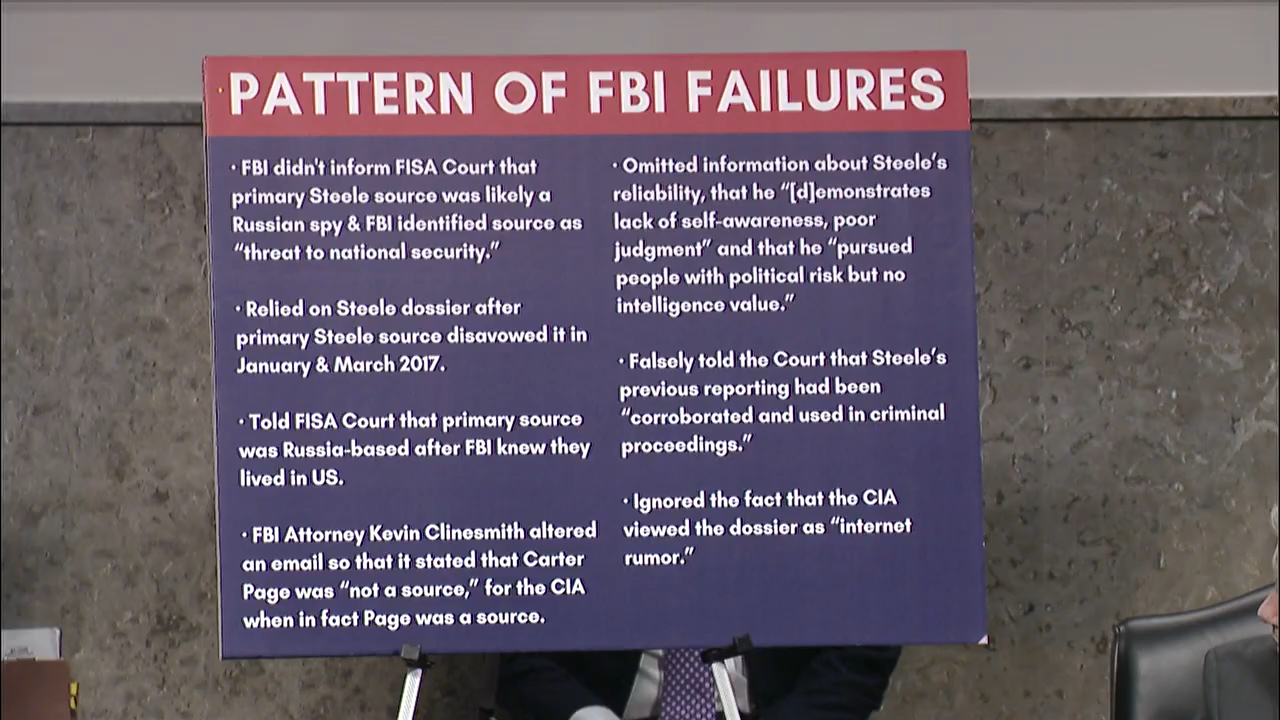 PATTERN OF FBI FAILURES
· FBI didn't inform FISA Court that
primary Steele source was likely a
Russian spy & FBI identified source as
“threat to national security.”
· Relied on Steele dossier after
primary Steele source disavowed it in
January & March 2017.
· Told FISA Court that primary source
was Russia-based after FBI knew they
lived in US.
· FBI Attorney Kevin Clinesmith altered
an email so that it stated that Carter
Page was “not a source,” for the CIA
when in fact Page was a source.
· Omitted information about Steele’s
reliability, that he “[d]emonstrates
lack of self-awareness, poor
judgment” and that he “pursued
people with political risk but no
intelligence value.”
· Falsely told the Court that Steele’s
previous reporting had been
“corroborated and used in criminal
proceedings.”
· Ignored the fact that the CIA
viewed the dossier as “internet
rumor.”